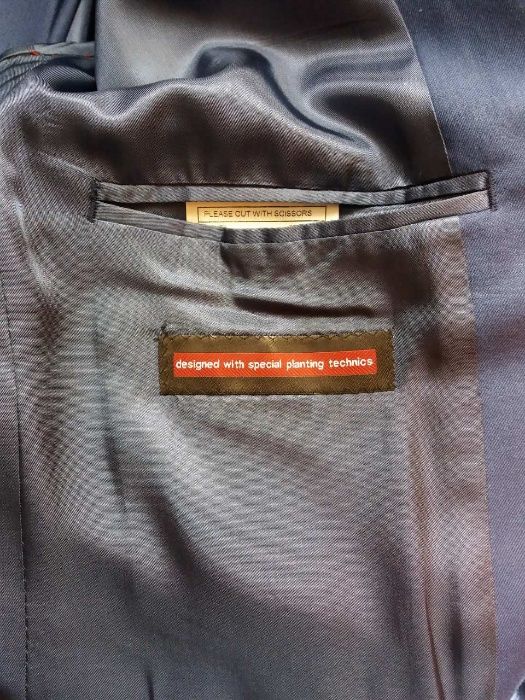 PLEASE CUT WITH SCISSORS
designed with special planting technics